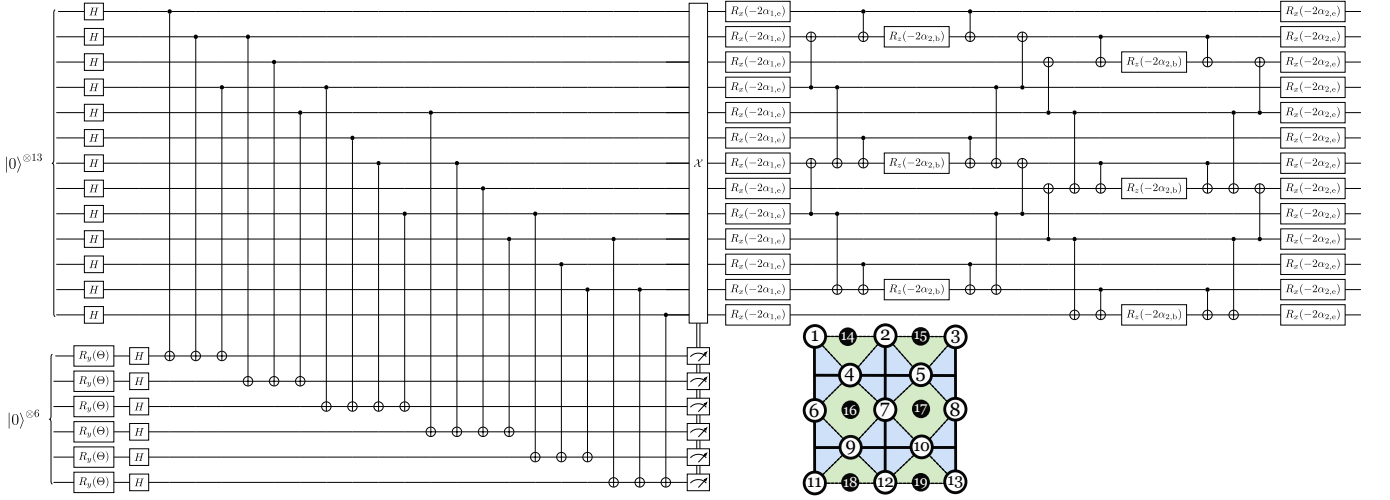 H R_x(−2α_{1,e}) R_x(−2α_{2,e})
H R_x(−2α_{1,e}) R_z(−2α_{2,b}) R_x(−2α_{2,e})
H R_x(−2α_{1,e}) R_z(−2α_{2,b}) R_x(−2α_{2,e})
H R_x(−2α_{1,e}) R_x(−2α_{2,e})
H R_x(−2α_{1,e}) R_x(−2α_{2,e})
H R_x(−2α_{1,e}) R_x(−2α_{2,e})
|0⟩^{⊗13} H 𝒳 R_x(−2α_{1,e}) R_z(−2α_{2,b}) R_x(−2α_{2,e})
H R_x(−2α_{1,e}) R_z(−2α_{2,b}) R_x(−2α_{2,e})
H R_x(−2α_{1,e}) R_x(−2α_{2,e})
H R_x(−2α_{1,e}) R_x(−2α_{2,e})
H R_x(−2α_{1,e}) R_x(−2α_{2,e})
H R_x(−2α_{1,e}) R_z(−2α_{2,b}) R_x(−2α_{2,e})
H R_x(−2α_{1,e}) R_z(−2α_{2,b}) R_x(−2α_{2,e})
R_y(Θ) H
R_y(Θ) H
R_y(Θ) H
|0⟩^{⊗6}
R_y(Θ) H
R_y(Θ) H
R_y(Θ) H
1 14 2 15 3
4 5
6 16 7 17 8
9 10
11 18 12 19 13